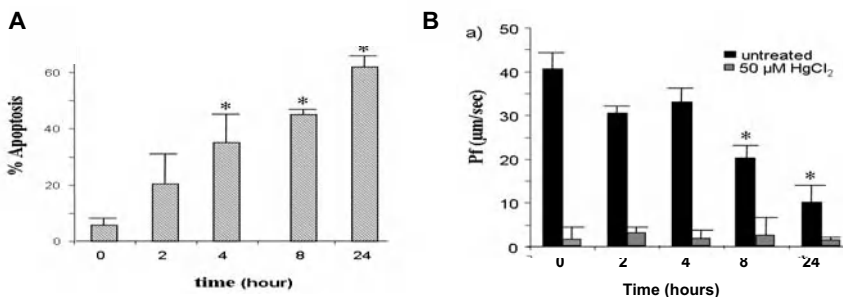 A
B
% Apoptosis
60
40
20
0
*
*
*
0 2 4 8 24
time (hour)
a)
untreated
50 µM HgCl₂
Pf (µm/sec)
50
40
30
20
10
0
*
*
0 2 4 8 24
Time (hours)